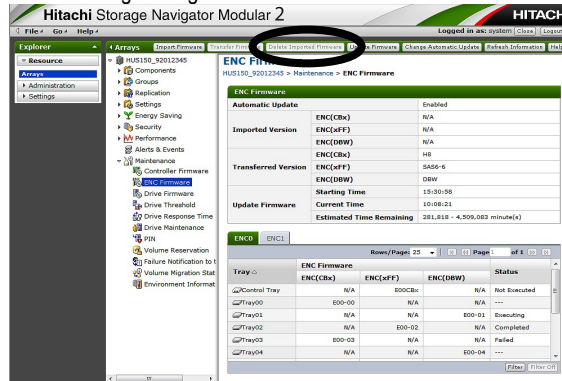 Hitachi Storage Navigator Modular 2
HITACH
File Go Help
Logged in as: system Close Logout
Explorer
Resource
Arrays
Administration
Settings
Arrays Import Firmware Transfer Firmware Delete Imported Firmware Update Firmware Change Automatic Update Refresh Information Help
HUS150_92012345
Components
Groups
Replication
Settings
Energy Saving
Security
Performance
Alerts & Events
Maintenance
Controller Firmware
ENC Firmware
Drive Firmware
Drive Threshold
Drive Response Time
Drive Maintenance
PIN
Volume Reservation
Failure Notification to t
Volume Migration Stat
Environment Informat
ENC Firmware
HUS150_92012345 > Maintenance > ENC Firmware
ENC Firmware
Automatic Update Enabled
Imported Version ENC(CBx) N/A
ENC(xFF) N/A
ENC(DBW) N/A
Transferred Version ENC(CBx) H8
ENC(xFF) SAS6-6
ENC(DBW) DBW
Update Firmware Starting Time 15:30:58
Current Time 10:08:21
Estimated Time Remaining 281,818 - 4,509,083 minute(s)
ENC0 ENC1
Rows/Page: 25 Page 1 of 1
Tray ENC Firmware Status
ENC(CBx) ENC(xFF) ENC(DBW)
Control Tray N/A E00CBx N/A Not Executed
Tray00 E00-00 N/A N/A ---
Tray01 N/A N/A E00-01 Executing
Tray02 N/A E00-02 N/A Completed
Tray03 E00-03 N/A N/A Failed
Tray04 N/A N/A E00-04 ---
Filter Filter Off